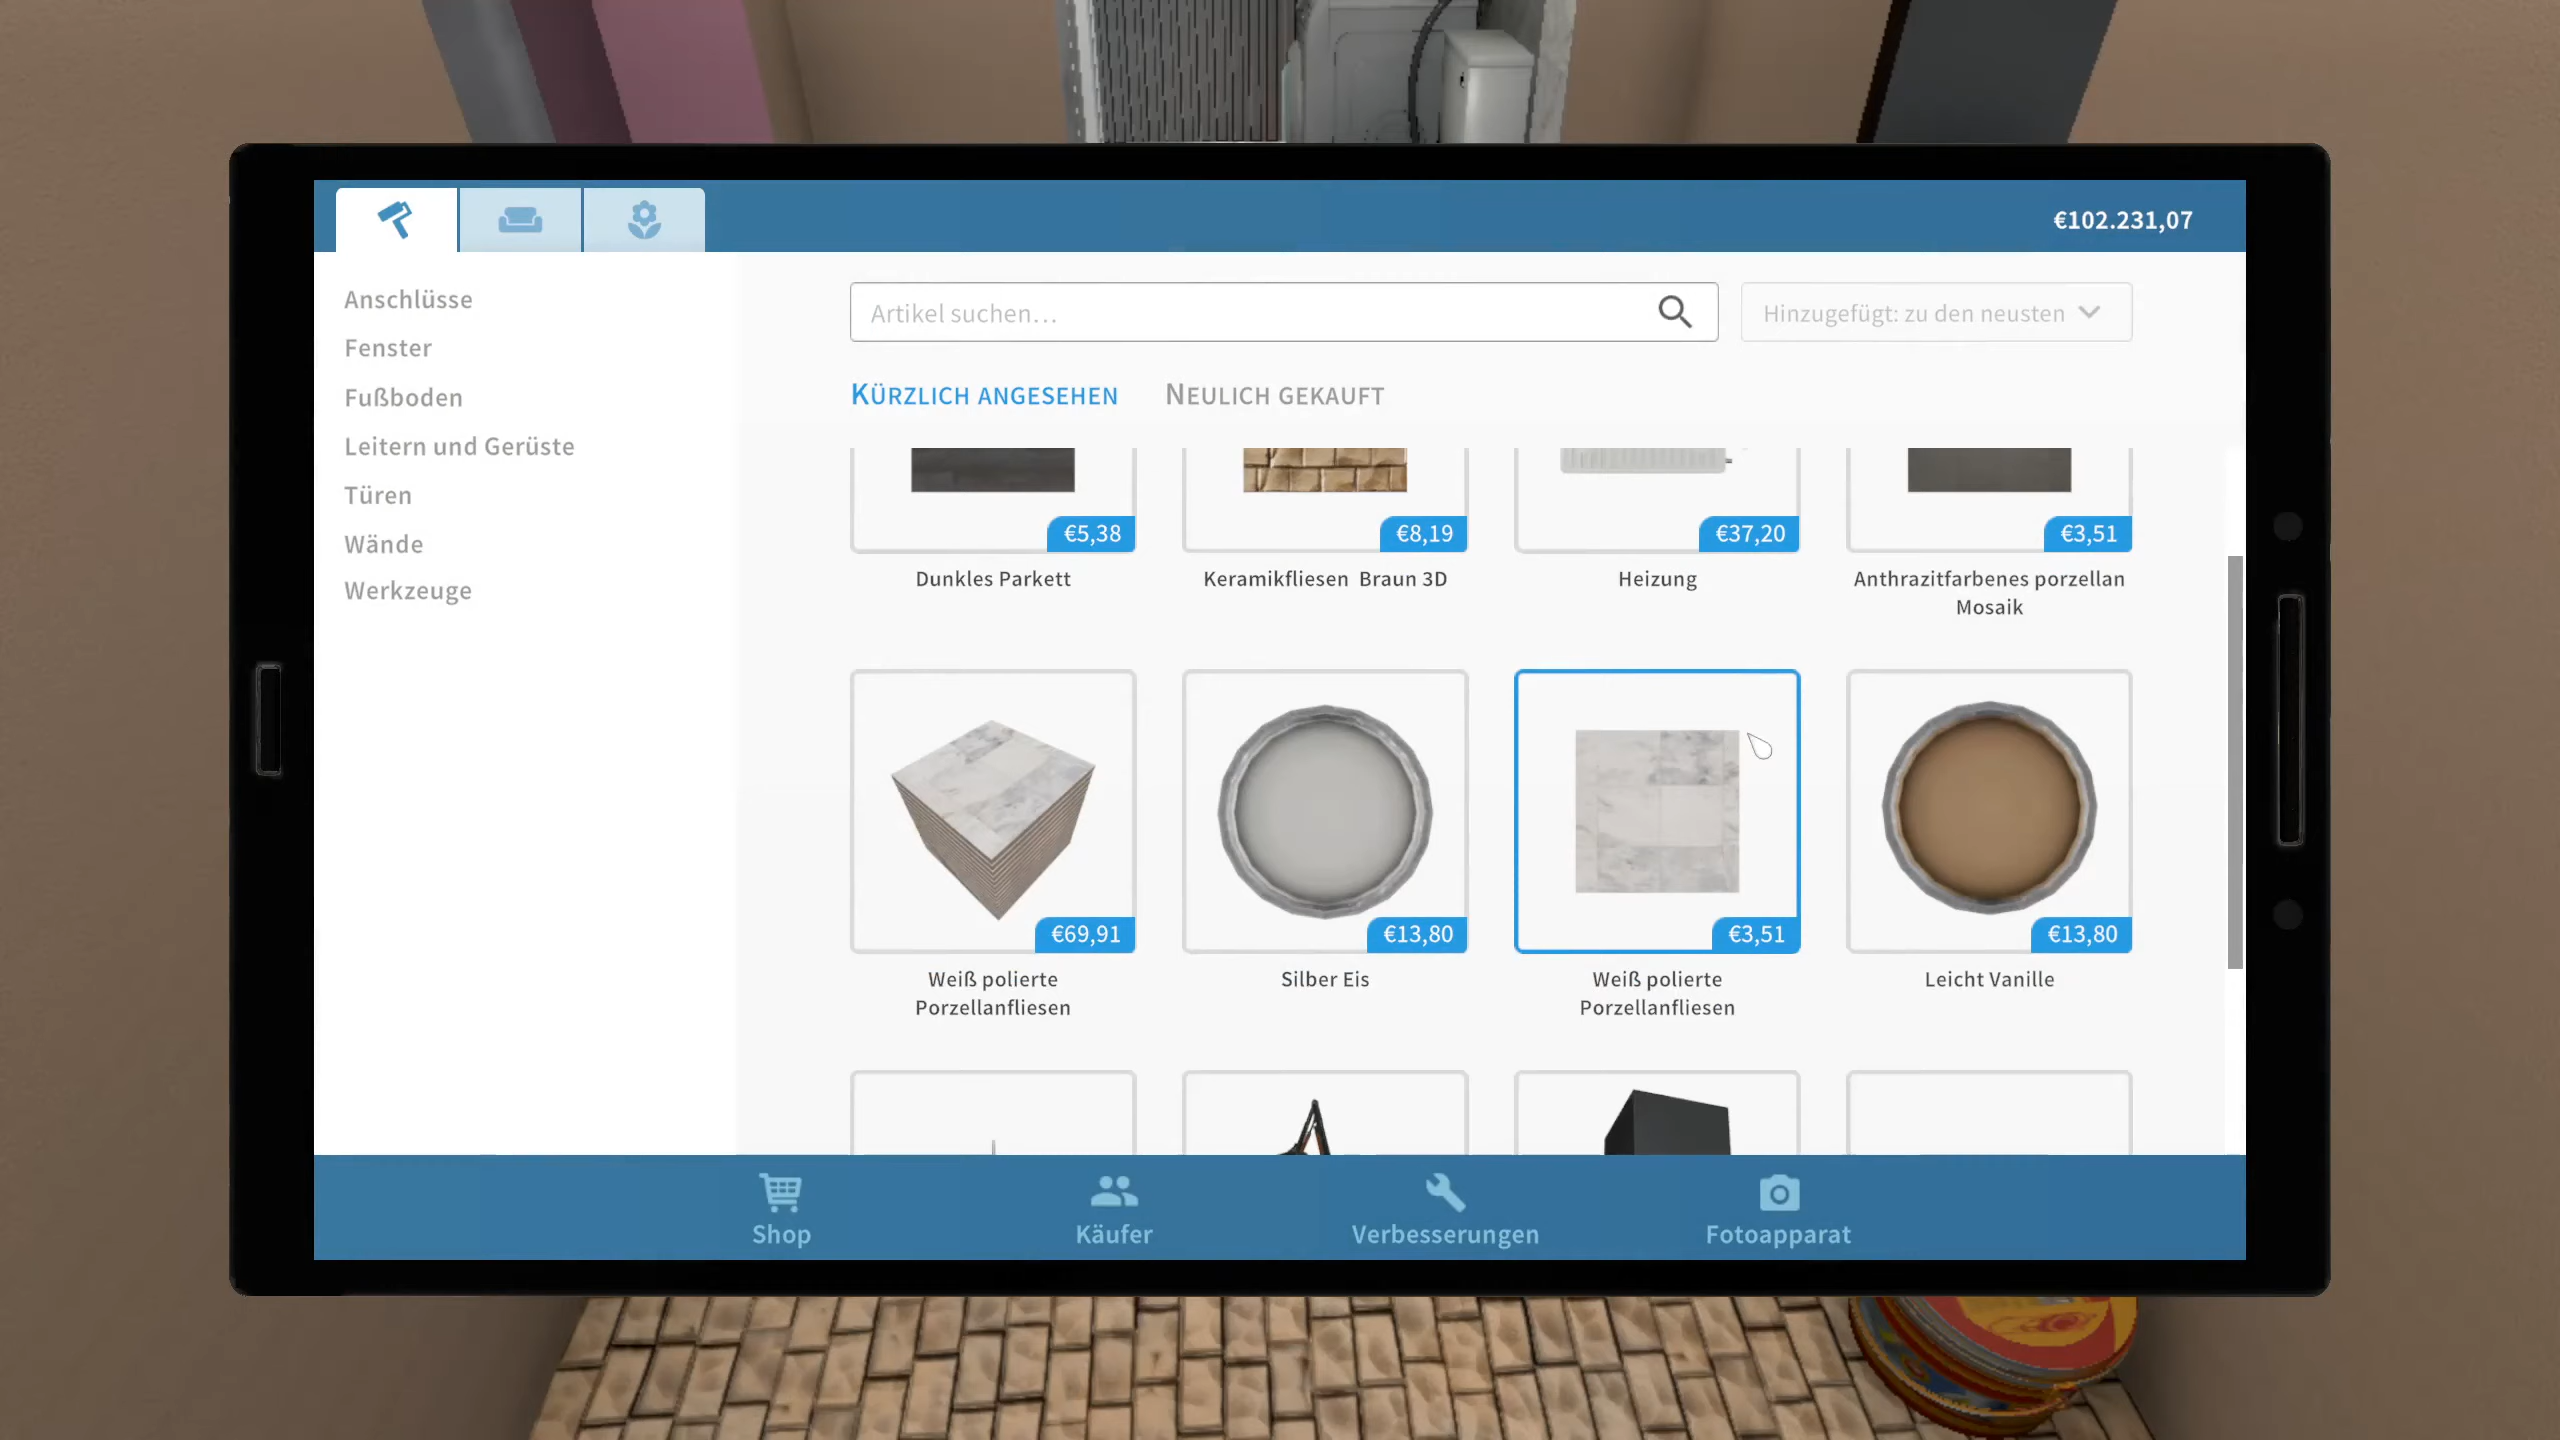 €102.231,07
Anschlüsse
Fenster
Fußboden
Leitern und Gerüste
Türen
Wände
Werkzeuge
Artikel suchen...
Hinzugefügt: zu den neusten
KÜRZLICH ANGESEHEN
NEULICH GEKAUFT
€5,38
€8,19
€37,20
€3,51
Dunkles Parkett
Keramikfliesen Braun 3D
Heizung
Anthrazitfarbenes porzellan
Mosaik
€69,91
€13,80
€3,51
€13,80
Weiß polierte
Porzellanfliesen
Silber Eis
Weiß polierte
Porzellanfliesen
Leicht Vanille
Shop
Käufer
Verbesserungen
Fotoapparat